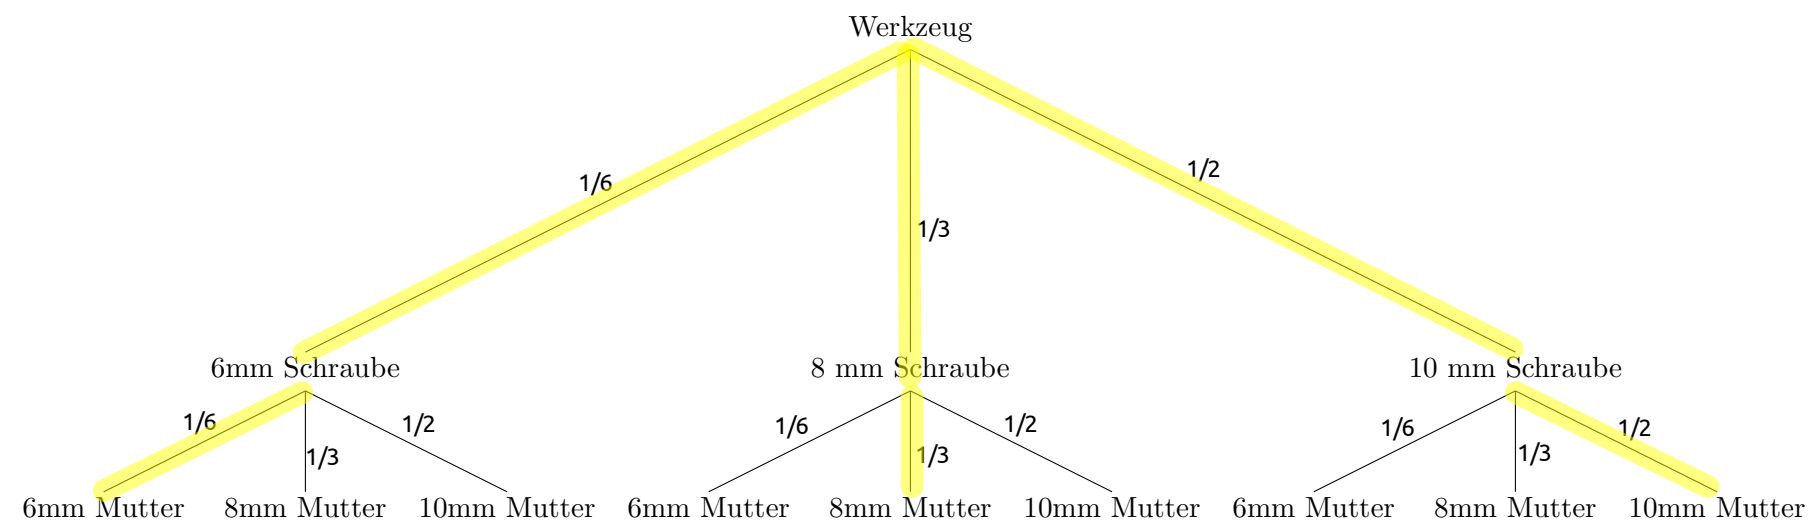 Werkzeug
1/6
1/3
1/2
6mm Schraube
8 mm Schraube
10 mm Schraube
1/6
1/3
1/2
1/6
1/3
1/2
1/6
1/3
1/2
6mm Mutter
8mm Mutter
10mm Mutter
6mm Mutter
8mm Mutter
10mm Mutter
6mm Mutter
8mm Mutter
10mm Mutter